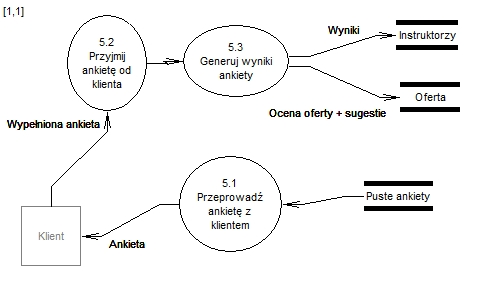 [1,1]
5.2
Przyjmij
ankietę od
klienta
5.3
Generuj wyniki
ankiety
Wyniki
Instruktorzy
Oferta
Ocena oferty + sugestie
Wypełniona ankieta
5.1
Przeprowadź
ankietę z
klientem
Puste ankiety
Klient
Ankieta